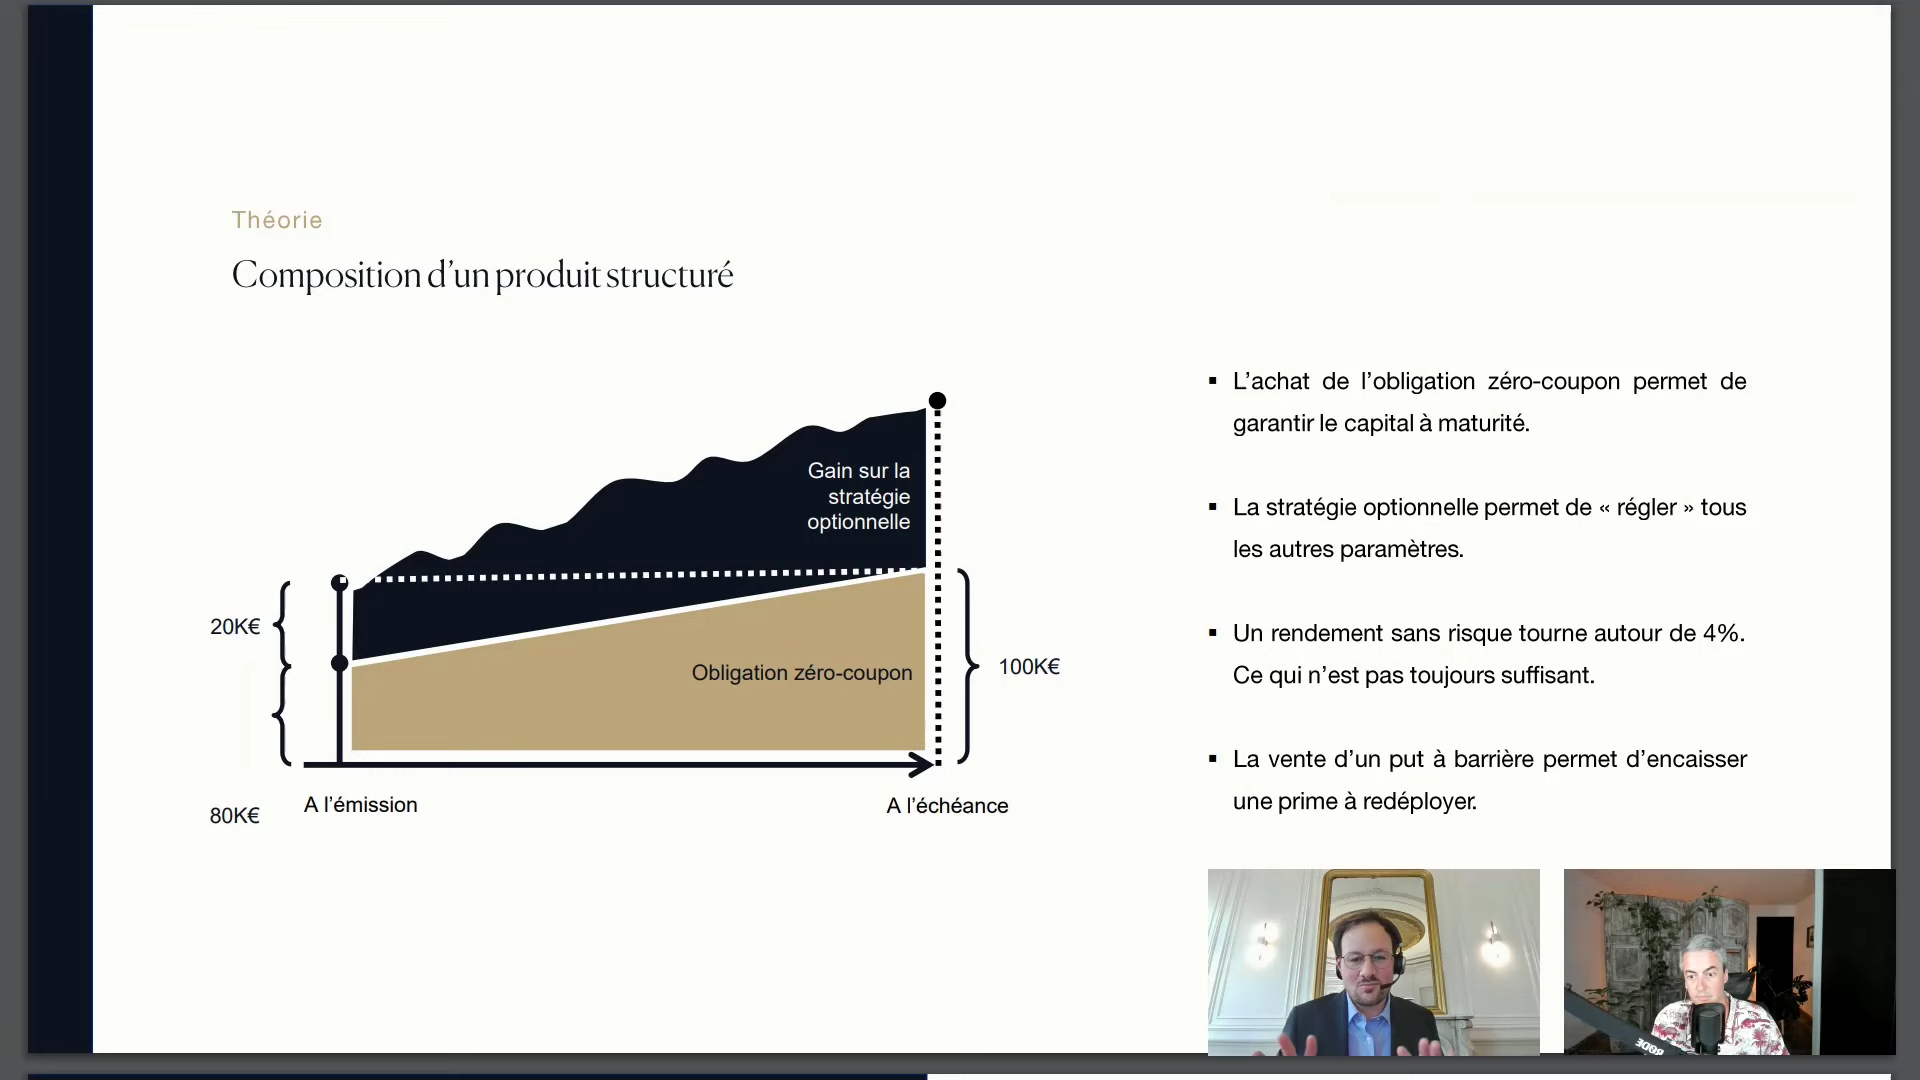 Théorie
Composition d’un produit structuré
Gain sur la
stratégie
optionnelle
20K€
Obligation zéro-coupon
100K€
80K€
A l’émission
A l’échéance
▪ L’achat de l’obligation zéro-coupon permet de
garantir le capital à maturité.
▪ La stratégie optionnelle permet de « régler » tous
les autres paramètres.
▪ Un rendement sans risque tourne autour de 4%.
Ce qui n’est pas toujours suffisant.
▪ La vente d’un put à barrière permet d’encaisser
une prime à redéployer.
RØDE